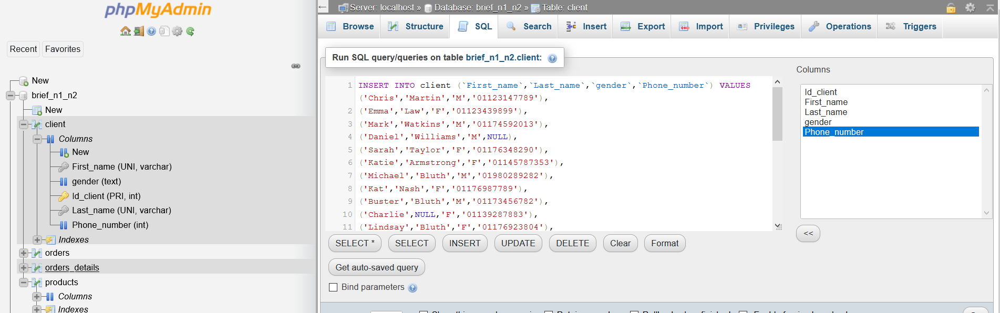 phpMyAdmin
Recent
Favorites
New
brief_n1_n2
New
client
Columns
New
First_name (UNI, varchar)
gender (text)
Id_client (PRI, int)
Last_name (UNI, varchar)
Phone_number (int)
Indexes
orders
orders_details
products
Columns
Indexes
Server: localhost » Database: brief_n1_n2 » Table: client
Browse
Structure
SQL
Search
Insert
Export
Import
Privileges
Operations
Triggers
Run SQL query/queries on table brief_n1_n2.client:
1 INSERT INTO client (`First_name`,`Last_name`,`gender`,`Phone_number`) VALUES
('Chris','Martin','M','01123147789'),
2 ('Emma','Law','F','01123439899'),
3 ('Mark','Watkins','M','01174592013'),
4 ('Daniel','Williams','M',NULL),
5 ('Sarah','Taylor','F','01176348290'),
6 ('Katie','Armstrong','F','01145787353'),
7 ('Michael','Bluth','M','01980289282'),
8 ('Kat','Nash','F','01176987789'),
9 ('Buster','Bluth','M','01173456782'),
10 ('Charlie',NULL,'F','01139287883'),
11 ('Lindsay','Bluth','F','01176923804'),
Columns
Id_client
First_name
Last_name
gender
Phone_number
<<
SELECT *
SELECT
INSERT
UPDATE
DELETE
Clear
Format
Get auto-saved query
Bind parameters